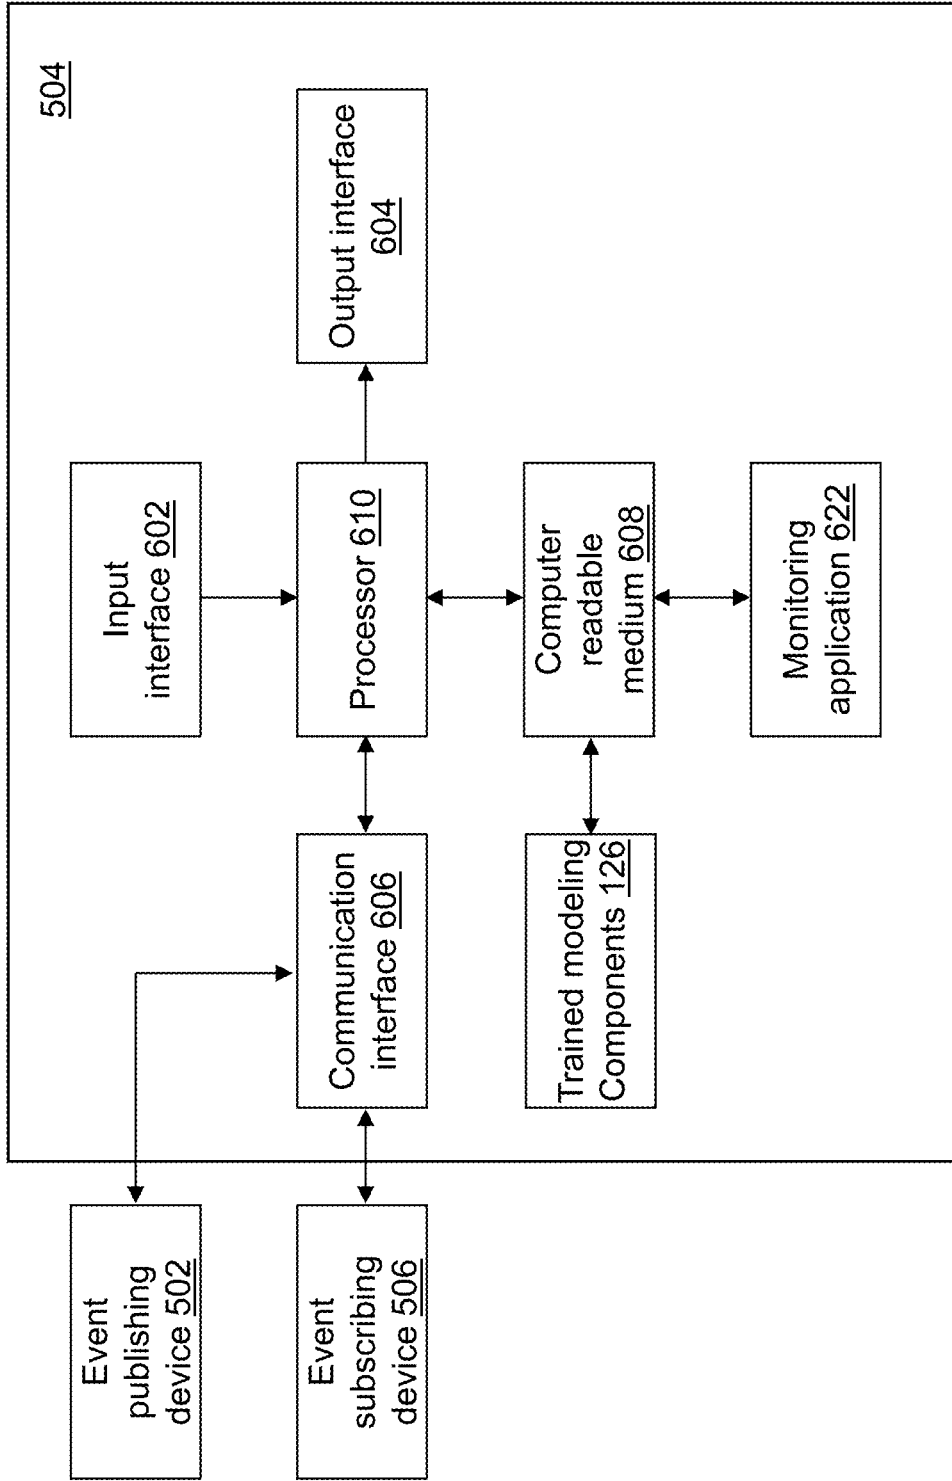 504
Input
interface 602
Output interface
604
Event
publishing
device 502
Communication
interface 606
Processor 610
Event
subscribing
device 506
Trained modeling
Components 126
Computer
readable
medium 608
Monitoring
application 622